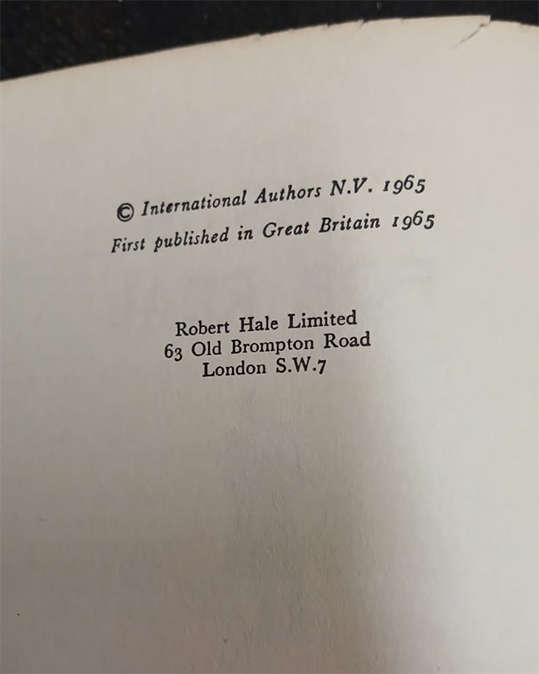 © International Authors N.V. 1965
First published in Great Britain 1965
Robert Hale Limited
63 Old Brompton Road
London S.W.7